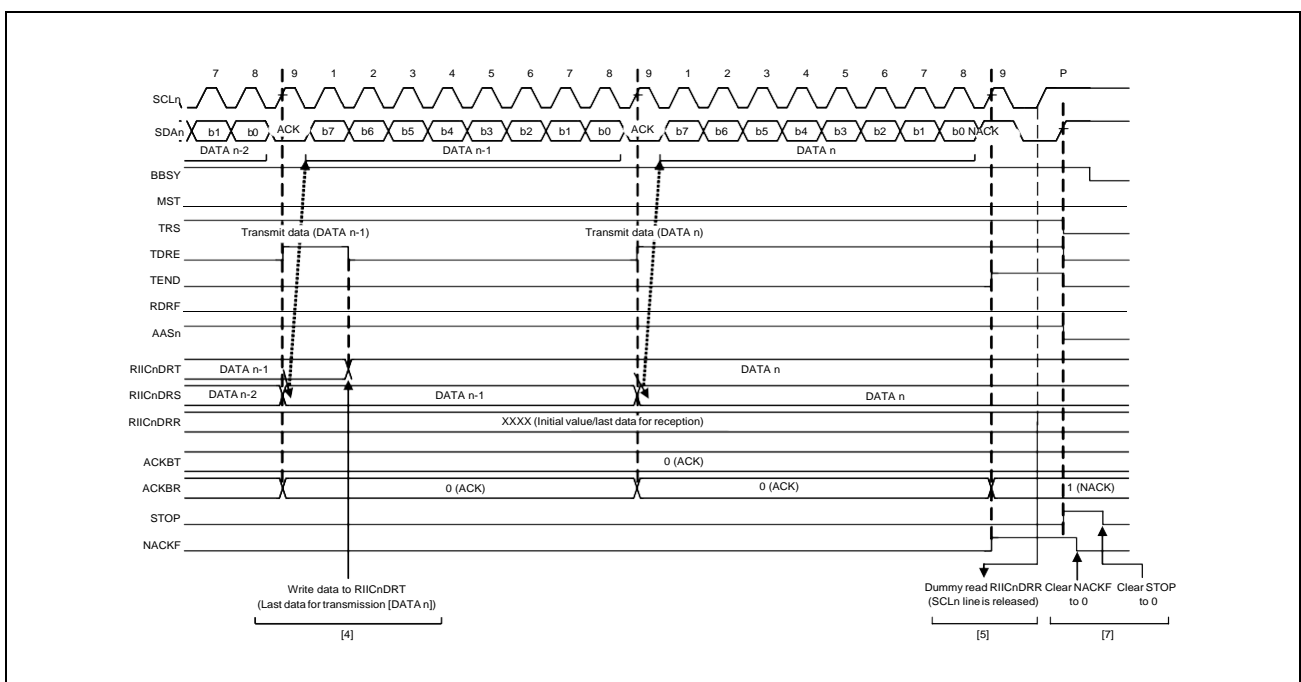 7 8 9 1 2 3 4 5 6 7 8 9 1 2 3 4 5 6 7 8 9 P
SCLn
SDAn b1 b0 ACK b7 b6 b5 b4 b3 b2 b1 b0 ACK b7 b6 b5 b4 b3 b2 b1 b0 NACK
DATA n-2 DATA n-1 DATA n
BBSY
MST
TRS
Transmit data (DATA n-1) Transmit data (DATA n)
TDRE
TEND
RDRF
AASn
RIICnDRT DATA n-1 DATA n
RIICnDRS DATA n-2 DATA n-1 DATA n
RIICnDRR XXXX (Initial value/last data for reception)
ACKBT 0 (ACK)
ACKBR 0 (ACK) 0 (ACK) 1 (NACK)
STOP
NACKF
Write data to RIICnDRT
(Last data for transmission [DATA n])
[4]
Dummy read RIICnDRR
(SCLn line is released)
[5]
Clear NACKF
to 0
Clear STOP
to 0
[7]